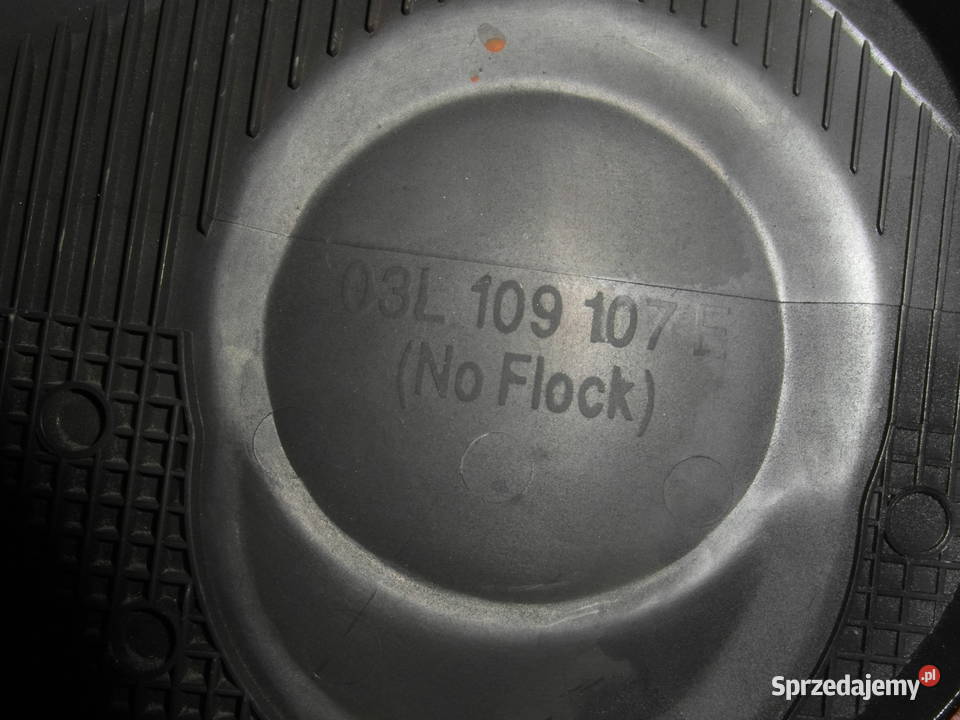 03L 109 107 E
(No Flock)
Sprzedajemy.pl